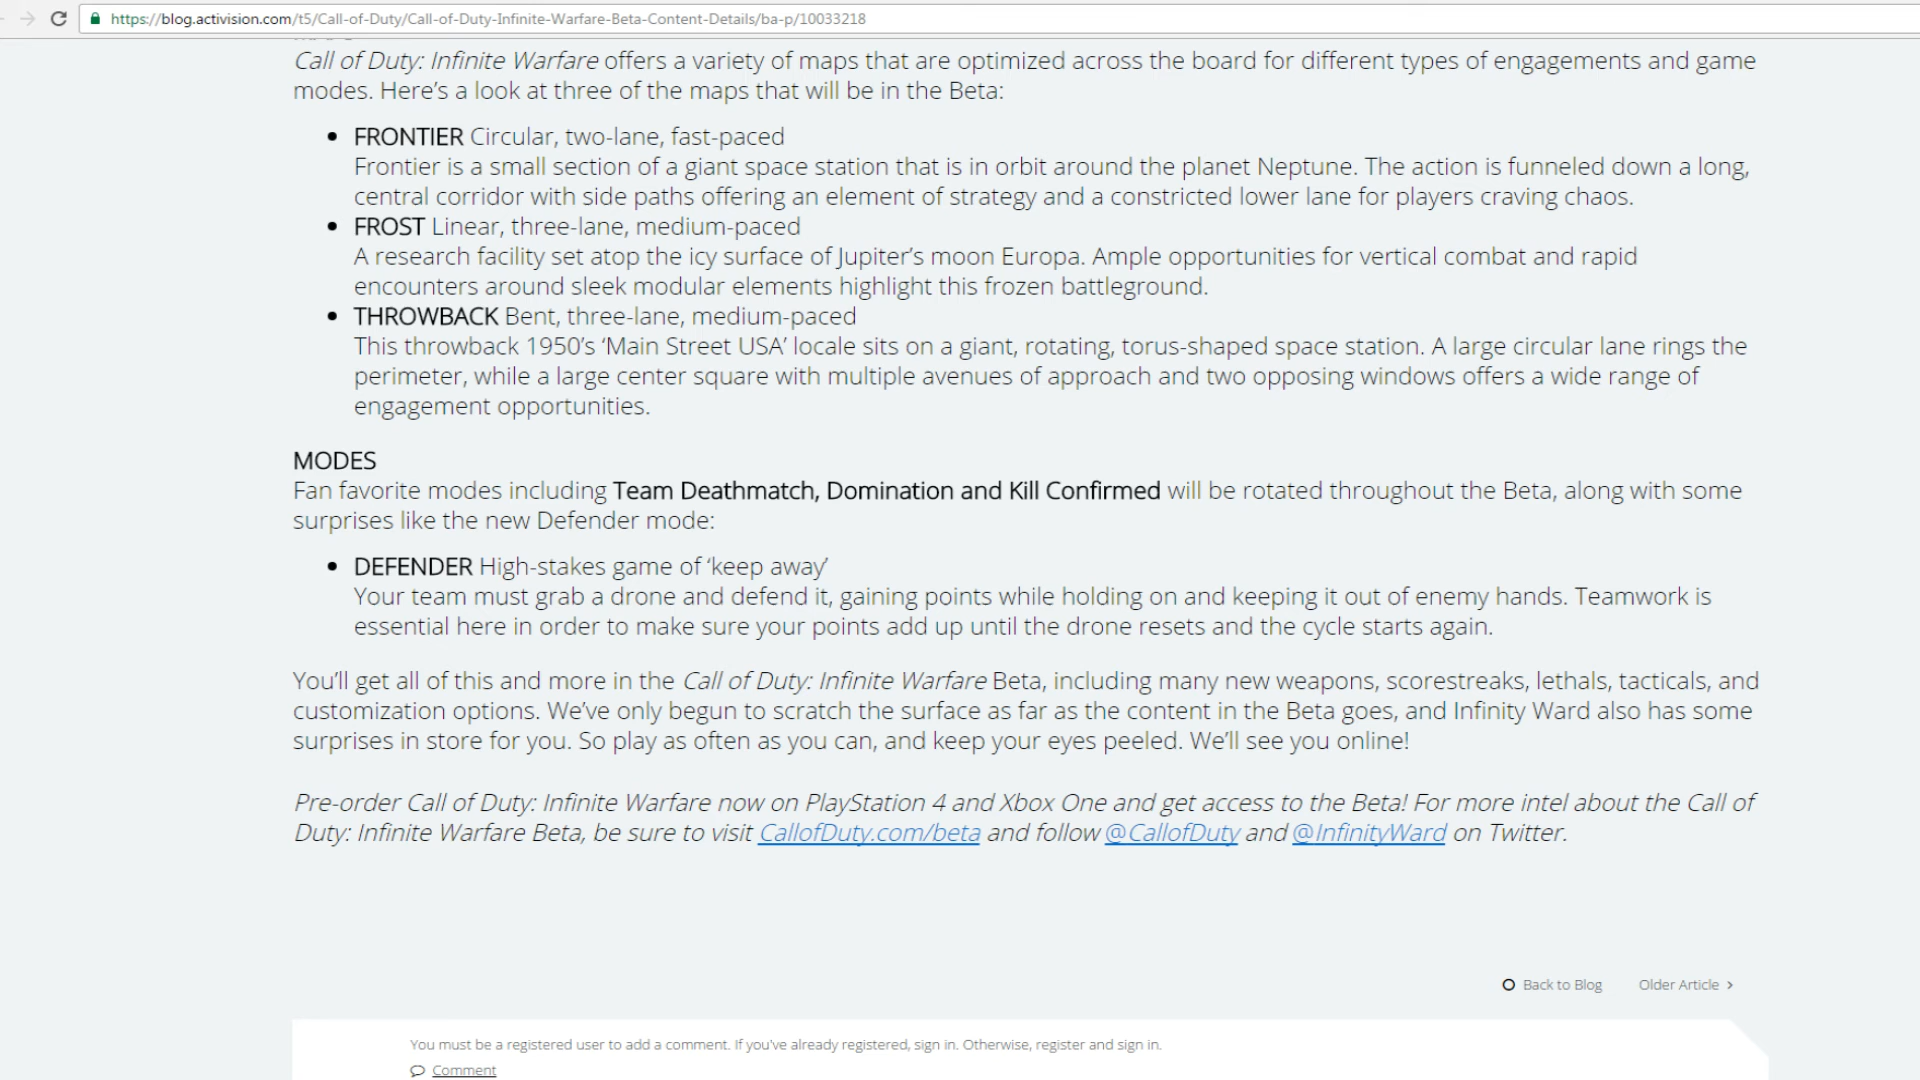 https://blog.activision.com/t5/Call-of-Duty/Call-of-Duty-Infinite-Warfare-Beta-Content-Details/ba-p/10033218
Call of Duty: Infinite Warfare offers a variety of maps that are optimized across the board for different types of engagements and game
modes. Here’s a look at three of the maps that will be in the Beta:
• FRONTIER Circular, two-lane, fast-paced
Frontier is a small section of a giant space station that is in orbit around the planet Neptune. The action is funneled down a long,
central corridor with side paths offering an element of strategy and a constricted lower lane for players craving chaos.
• FROST Linear, three-lane, medium-paced
A research facility set atop the icy surface of Jupiter’s moon Europa. Ample opportunities for vertical combat and rapid
encounters around sleek modular elements highlight this frozen battleground.
• THROWBACK Bent, three-lane, medium-paced
This throwback 1950’s ‘Main Street USA’ locale sits on a giant, rotating, torus-shaped space station. A large circular lane rings the
perimeter, while a large center square with multiple avenues of approach and two opposing windows offers a wide range of
engagement opportunities.
MODES
Fan favorite modes including Team Deathmatch, Domination and Kill Confirmed will be rotated throughout the Beta, along with some
surprises like the new Defender mode:
• DEFENDER High-stakes game of ‘keep away’
Your team must grab a drone and defend it, gaining points while holding on and keeping it out of enemy hands. Teamwork is
essential here in order to make sure your points add up until the drone resets and the cycle starts again.
You’ll get all of this and more in the Call of Duty: Infinite Warfare Beta, including many new weapons, scorestreaks, lethals, tacticals, and
customization options. We’ve only begun to scratch the surface as far as the content in the Beta goes, and Infinity Ward also has some
surprises in store for you. So play as often as you can, and keep your eyes peeled. We’ll see you online!
Pre-order Call of Duty: Infinite Warfare now on PlayStation 4 and Xbox One and get access to the Beta! For more intel about the Call of
Duty: Infinite Warfare Beta, be sure to visit CallofDuty.com/beta and follow @CallofDuty and @InfinityWard on Twitter.
Back to Blog
Older Article >
You must be a registered user to add a comment. If you've already registered, sign in. Otherwise, register and sign in.
Comment